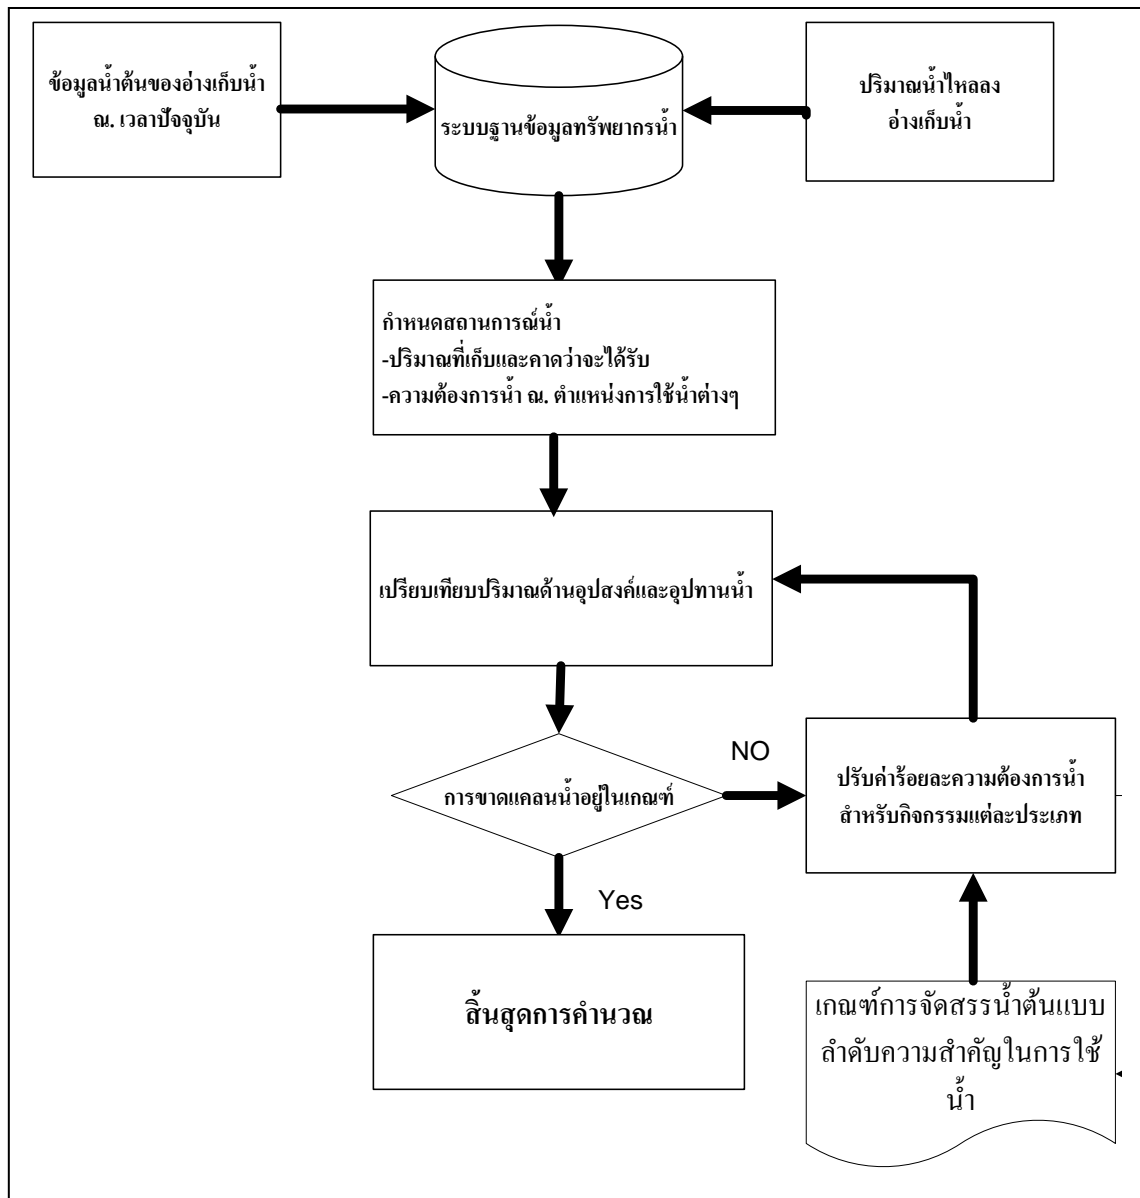 ข้อมูลน้ำต้นของอ่างเก็บน้ำ
ณ. เวลาปัจจุบัน
ระบบฐานข้อมูลทรัพยากรน้ำ
ปริมาณน้ำไหลลง
อ่างเก็บน้ำ
กำหนดสถานการณ์น้ำ
-ปริมาณที่เก็บและคาดว่าจะได้รับ
-ความต้องการน้ำ ณ. ตำแหน่งการใช้น้ำต่างๆ
เปรียบเทียบปริมาณด้านอุปสงค์และอุปทานน้ำ
การขาดแคลนน้ำอยู่ในเกณฑ์
NO
ปรับค่าร้อยละความต้องการน้ำ
สำหรับกิจกรรมแต่ละประเภท
Yes
สิ้นสุดการคำนวณ
เกณฑ์การจัดสรรน้ำต้นแบบ
ลำดับความสำคัญในการใช้
น้ำ